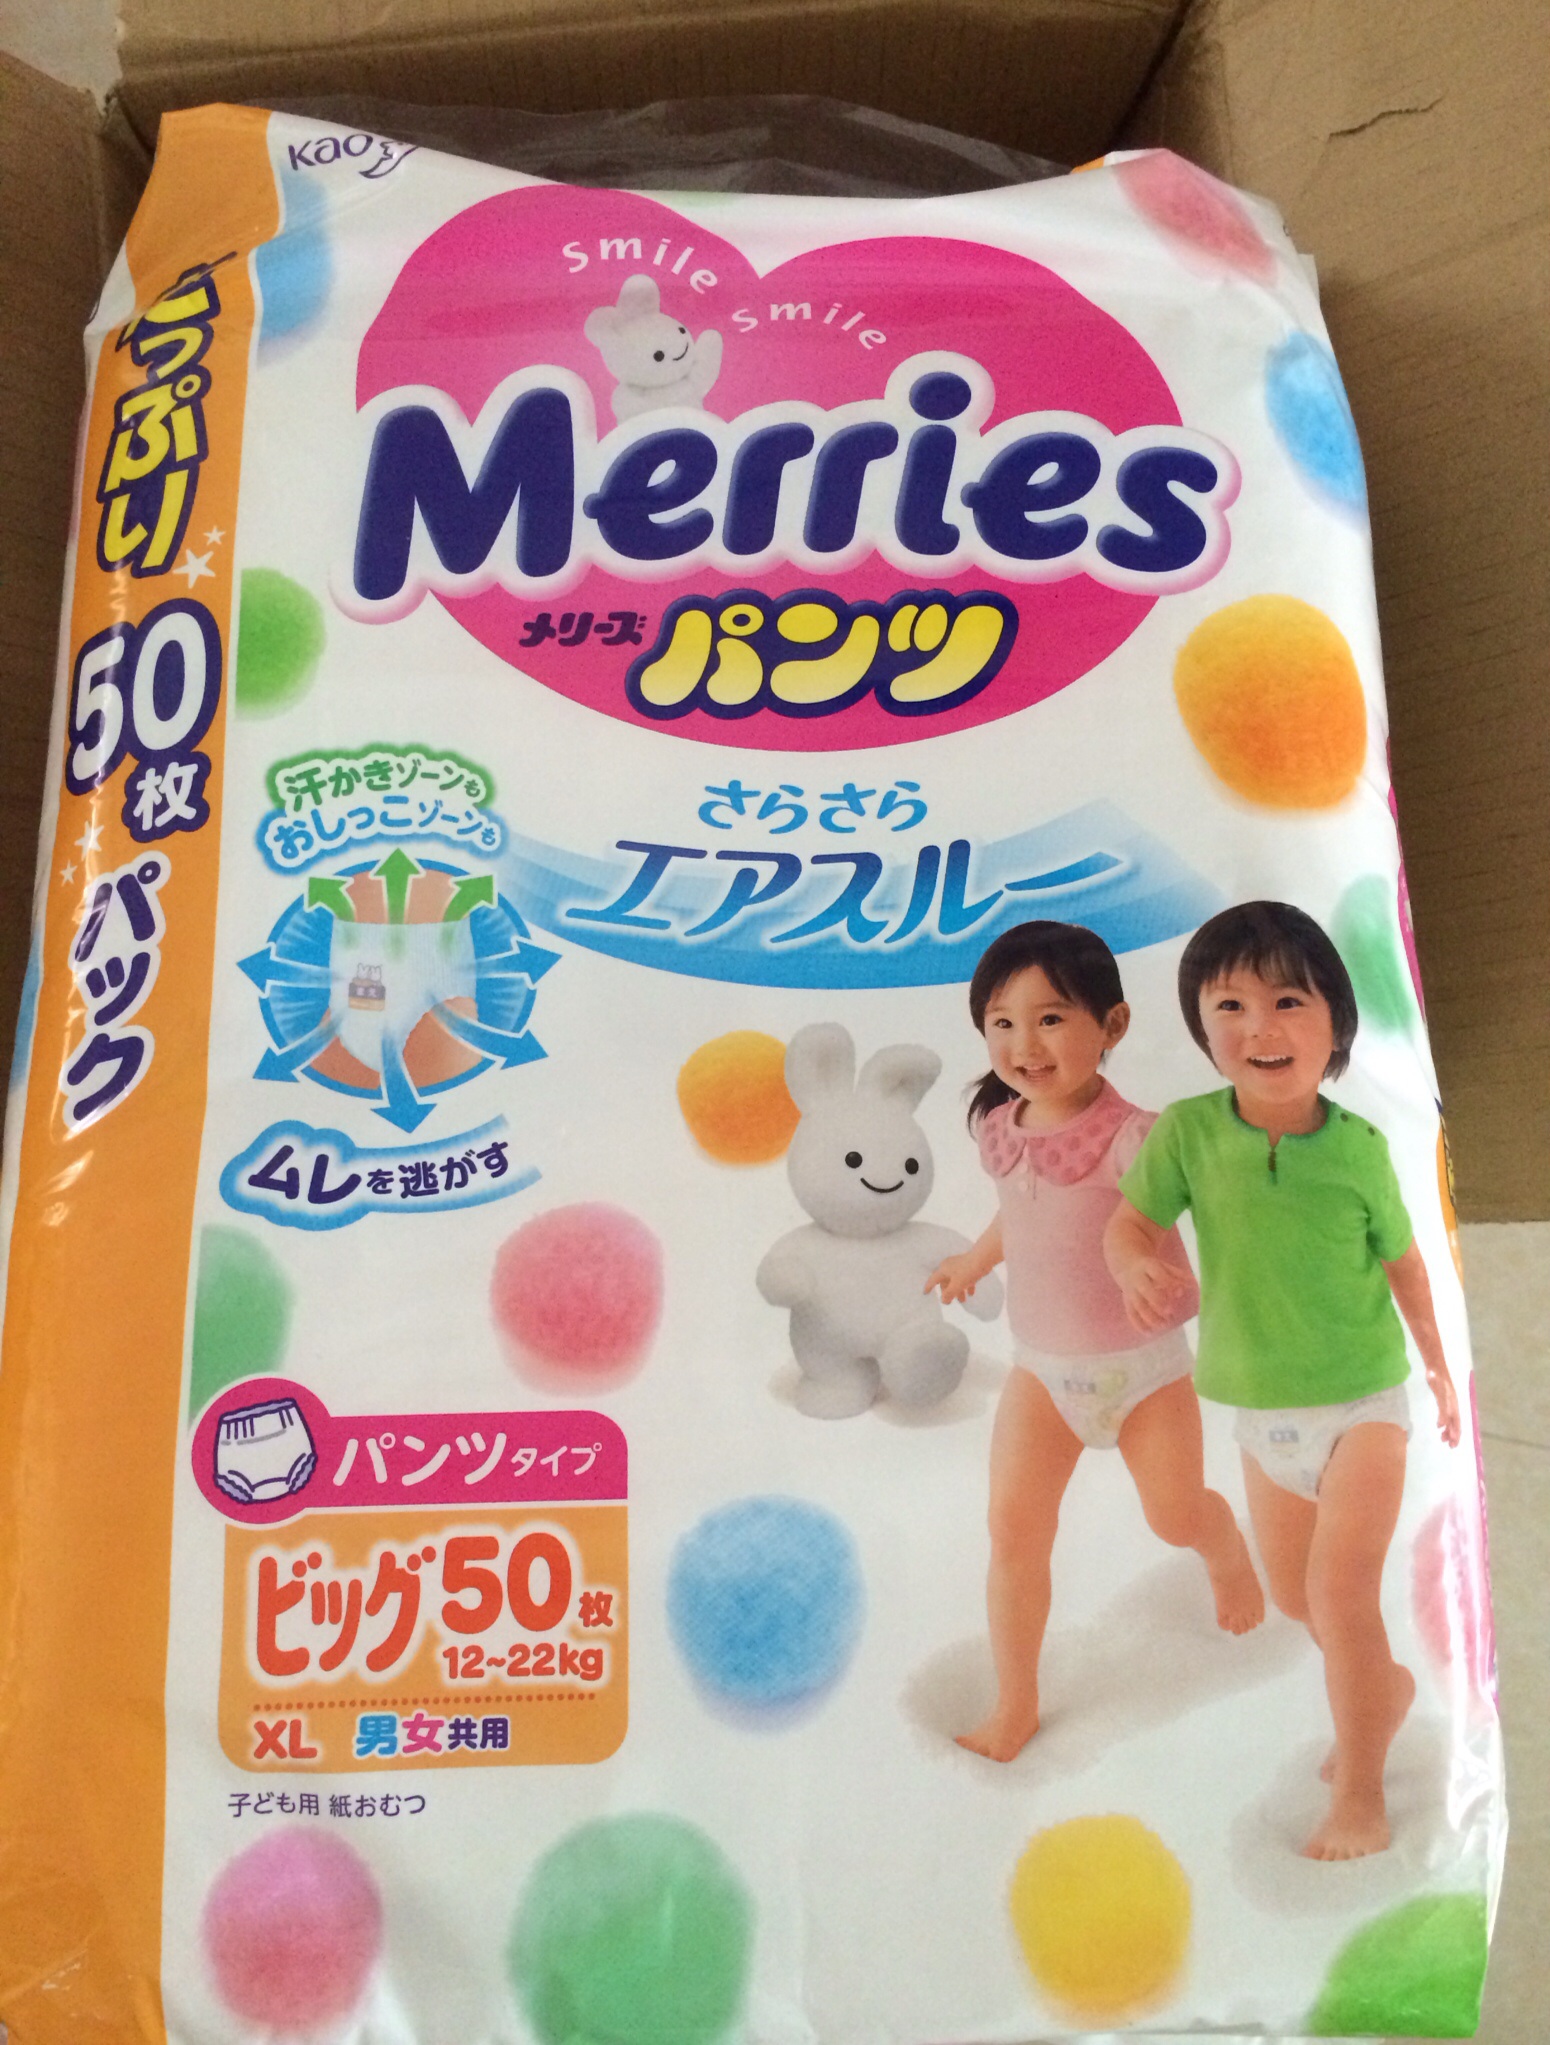 Kao
Smile Smile
Merries
メリーズ パンツ
たっぷり 50枚 パック
さらさら
エアスルー
汗かきゾーンも
おしっこゾーンも
ムレを逃がす
パンツタイプ
ビッグ50枚
12~22kg
XL 男女共用
子ども用 紙おむつ